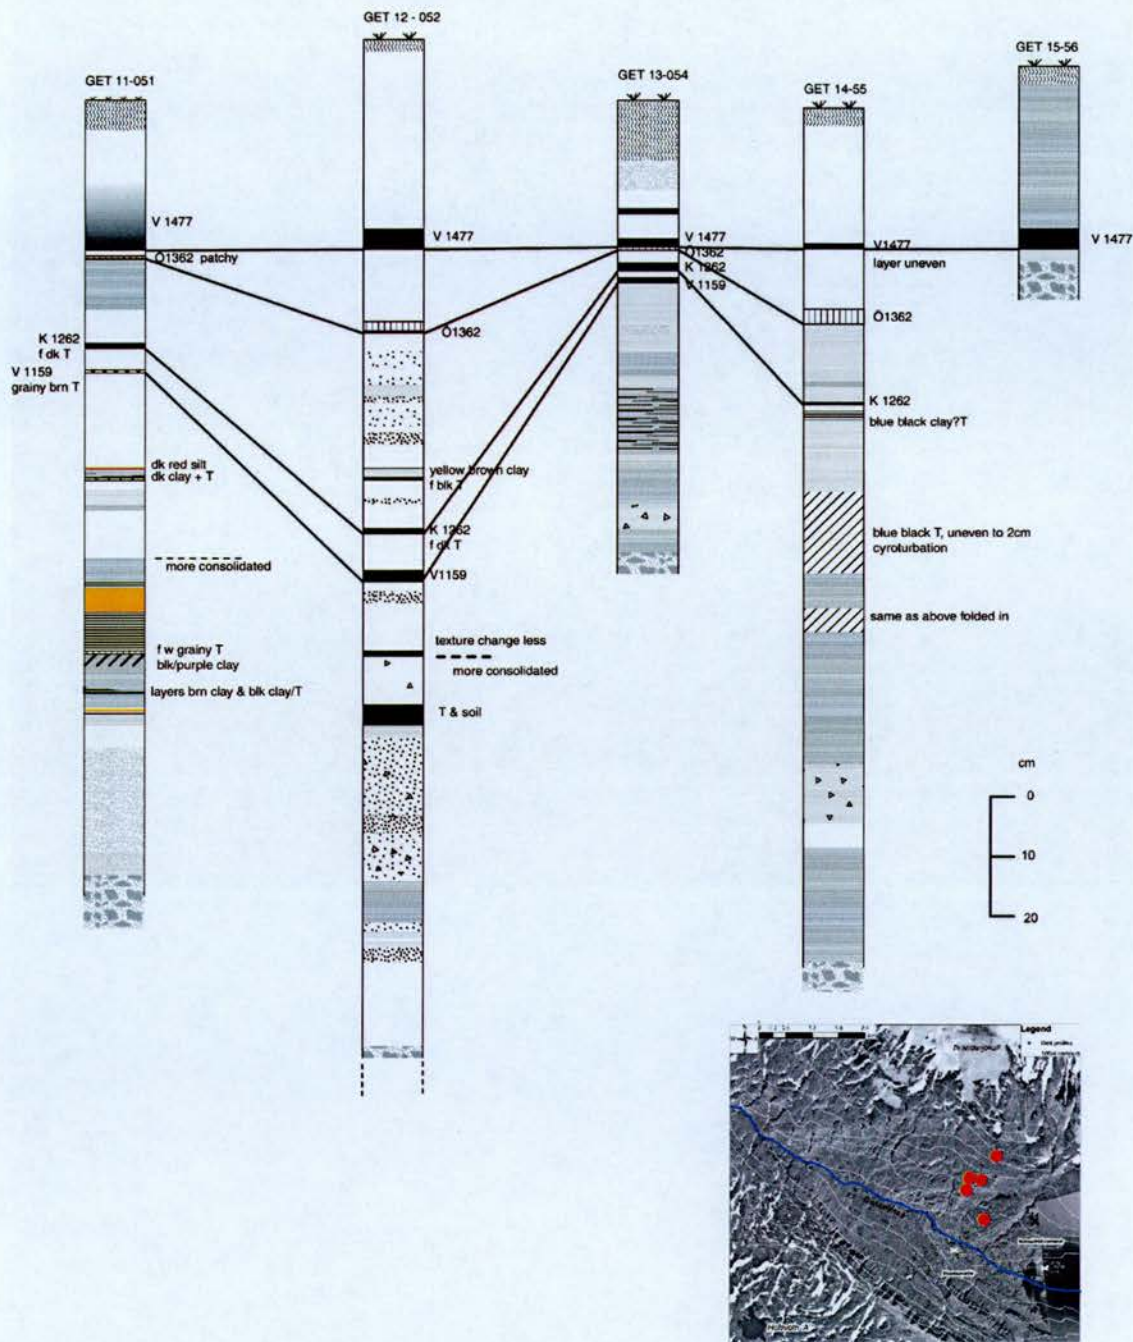 GET 11-051
V 1477
Ö1362 patchy
K 1262
f dk T
V 1159
grainy brn T
dk red silt
dk clay + T
more consolidated
f w grainy T
blk/purple clay
layers brn clay & blk clay/T
GET 12 - 052
V 1477
Ö1362
yellow brown clay
f blk T
K 1262
f dk T
V1159
texture change less
more consolidated
T & soil
GET 13-054
V 1477
Ö1362
K 1262
V 1159
GET 14-55
V1477
layer uneven
Ö1362
K 1262
blue black clay?T
blue black T, uneven to 2cm
cyroturbation
same as above folded in
GET 15-56
V 1477
cm
0
10
20
Legend